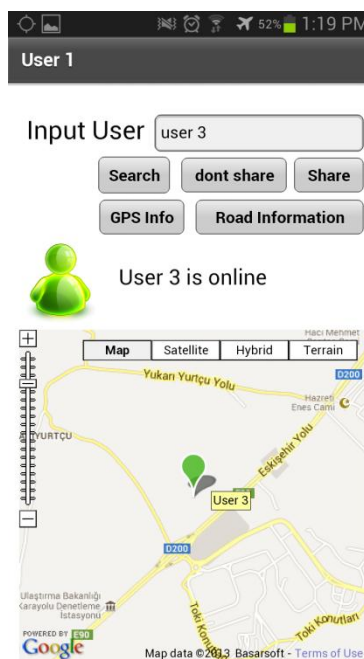 52% 1:19 PM
User 1
Input User user 3
Search dont share Share
GPS Info Road Information
User 3 is online
Hacı Mehmet
Map Satellite Hybrid Terrain
Yukarı Yurtçu Yolu
D200
Hazreti
Enes Cami
YURTÇU
Eskişehir Yolu
User 3
D200
Ulaştırma Bakanlığı
Karayolu Denetleme
İstasyonu
Toki Konutları
Toki Konutları
POWERED BY E90
Google
Map data ©2013 Basarsoft - Terms of Use